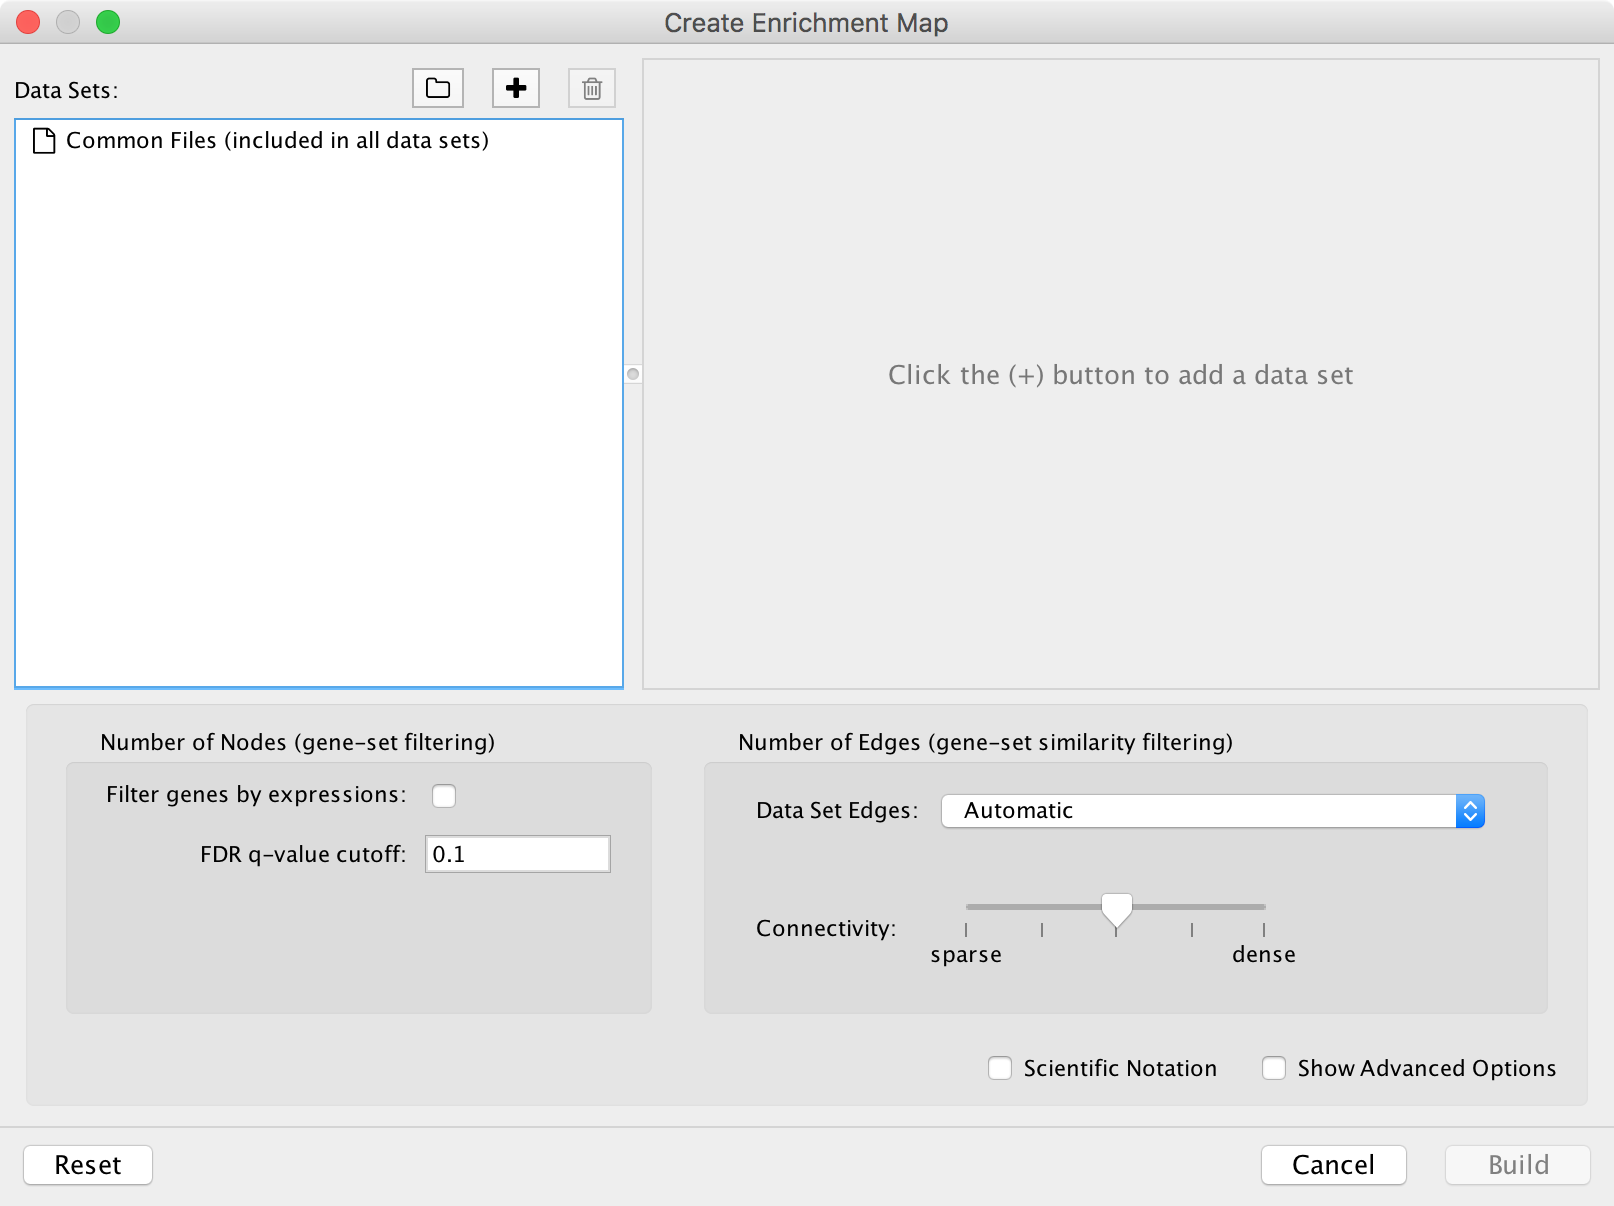 Create Enrichment Map
Data Sets:
Common Files (included in all data sets)
Click the (+) button to add a data set
Number of Nodes (gene-set filtering)
Filter genes by expressions:
FDR q-value cutoff: 0.1
Number of Edges (gene-set similarity filtering)
Data Set Edges: Automatic
Connectivity:
sparse dense
Scientific Notation Show Advanced Options
Reset Cancel Build